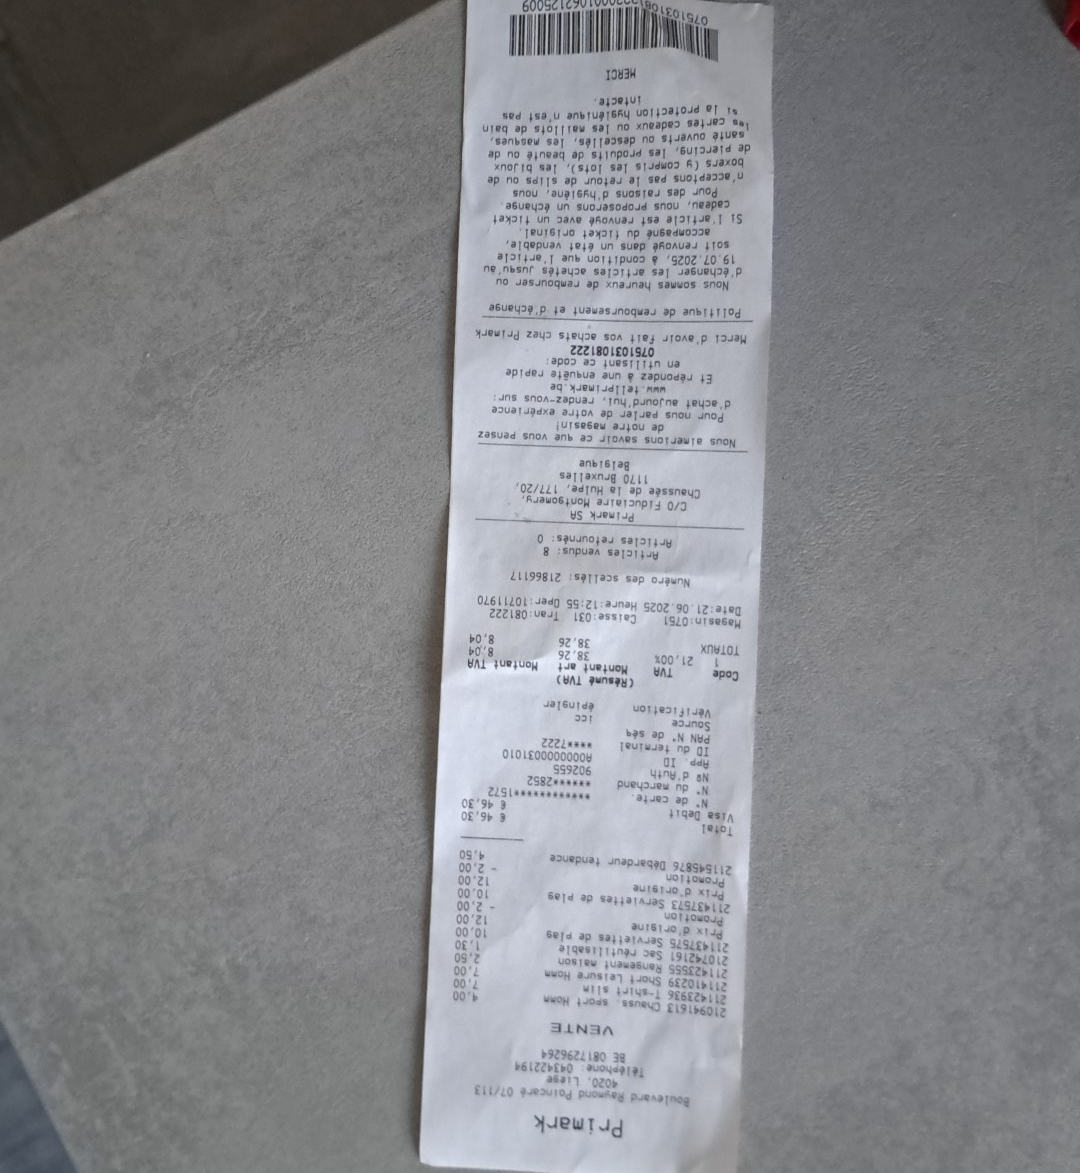 Primark
Boulevard Raymond Poincaré 07/113
4020, Liege
Téléphone: 043422194
BE 0817296264
VENTE
210941613 Chauss. sport Homm 4,00
211423936 T-shirt slim 7,00
211410239 Short Leisure Homm 7,00
211423555 Rangement maison 2,50
210742161 Sac réutilisable 1,30
211437575 Serviettes de plag 10,00
Prix d'origine 12,00
Promotion - 2,00
211437573 Serviettes de plag 10,00
Prix d'origine 12,00
Promotion - 2,00
211545876 Débardeur tendance 4,50
Total € 46,30
Visa Debit € 46,30
N° de carte. ************1572
N° du marchand ******2852
Nº d'Auth 902655
App. ID A0000000031010
ID du terminal ****7222
PAN N° de séq
Source icc
Vérification épingler
(Résumé TVA)
Code TVA Montant art Montant TVA
1 21,00% 38,26 8,04
TOTAUX 38,26 8,04
Magasin:0751 Caisse:031 Tran:081222
Date:21.06.2025 Heure:12:55 Oper:10711970
Numéro des scellés: 21866117
Articles vendus: 8
Articles retournés: 0
Primark SA
C/O Fiduciaire Montgomery,
Chaussée de la Hulpe, 177/20,
1170 Bruxelles
Belgique
Nous aimerions savoir ce que vous pensez
de notre magasin!
Pour nous parler de votre expérience
d'achat aujourd'hui, rendez-vous sur:
www.tellprimark.be
Et répondez à une enquête rapide
en utilisant ce code:
0751031081222
Merci d'avoir fait vos achats chez Primark
Politique de remboursement et d'échange
Nous sommes heureux de rembourser ou
d'échanger les articles achetés jusqu'au
19.07.2025, à condition que l'article
soit renvoyé dans un état vendable,
accompagné du ticket original.
Si l'article est renvoyé avec un ticket
cadeau, nous proposerons un échange.
Pour des raisons d'hygiène, nous
n'acceptons pas le retour de slips ou de
boxers (y compris les lots), les bijoux
de piercing, les produits de beauté ou de
santé ouverts ou descellés, les masques,
les cartes cadeaux ou les maillots de bain
si la protection hygiénique n'est pas
intacte.
MERCI